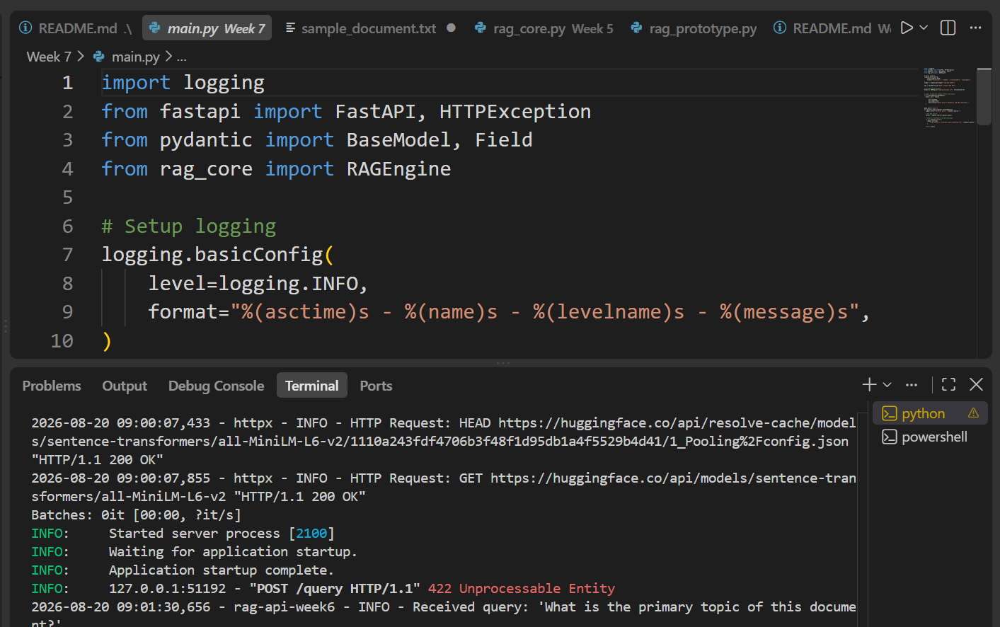 README.md .\ main.py Week 7 sample_document.txt rag_core.py Week 5 rag_prototype.py README.md We
Week 7 > main.py > ...
1 import logging
2 from fastapi import FastAPI, HTTPException
3 from pydantic import BaseModel, Field
4 from rag_core import RAGEngine
5
6 # Setup logging
7 logging.basicConfig(
8     level=logging.INFO,
9     format="%(asctime)s - %(name)s - %(levelname)s - %(message)s",
10 )
Problems Output Debug Console Terminal Ports
2026-08-20 09:00:07,433 - httpx - INFO - HTTP Request: HEAD https://huggingface.co/api/resolve-cache/model
s/sentence-transformers/all-MiniLM-L6-v2/1110a243fdf4706b3f48f1d95db1a4f5529b4d41/1_Pooling%2Fconfig.json
"HTTP/1.1 200 OK"
2026-08-20 09:00:07,855 - httpx - INFO - HTTP Request: GET https://huggingface.co/api/models/sentence-tran
sformers/all-MiniLM-L6-v2 "HTTP/1.1 200 OK"
Batches: 0it [00:00, ?it/s]
INFO:     Started server process [2100]
INFO:     Waiting for application startup.
INFO:     Application startup complete.
INFO:     127.0.0.1:51192 - "POST /query HTTP/1.1" 422 Unprocessable Entity
2026-08-20 09:01:30,656 - rag-api-week6 - INFO - Received query: 'What is the primary topic of this docume
nt?'
python
powershell